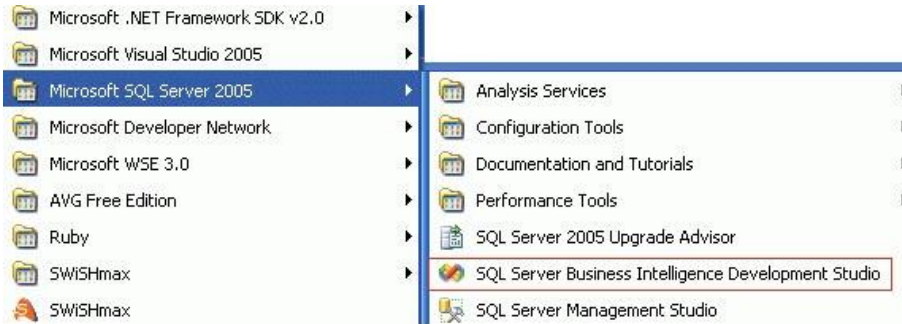 Microsoft .NET Framework SDK v2.0
Microsoft Visual Studio 2005
Microsoft SQL Server 2005
Microsoft Developer Network
Microsoft WSE 3.0
AVG Free Edition
Ruby
SWiSHmax
SWiSHmax
Analysis Services
Configuration Tools
Documentation and Tutorials
Performance Tools
SQL Server 2005 Upgrade Advisor
SQL Server Business Intelligence Development Studio
SQL Server Management Studio